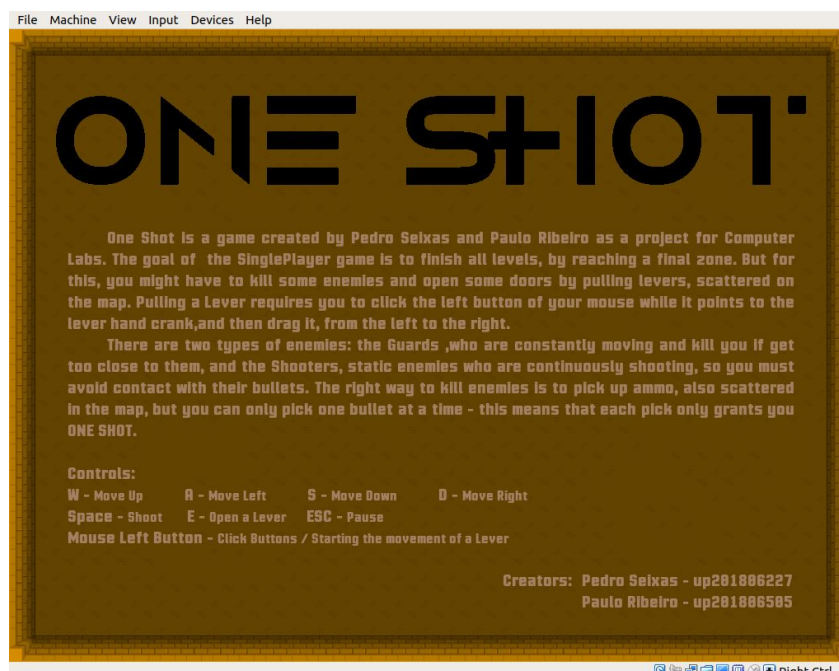 File Machine View Input Devices Help
ONE SHOT
One Shot is a game created by Pedro Seixas and Paulo Ribeiro as a project for Computer
Labs. The goal of the SinglePlayer game is to finish all levels, by reaching a final zone. But for
this, you might have to kill some enemies and open some doors by pulling levers, scattered on
the map. Pulling a Lever requires you to click the left button of your mouse while it points to the
lever hand crank,and then drag it, from the left to the right.
There are two types of enemies: the Guards ,who are constantly moving and kill you if get
too close to them, and the Shooters, static enemies who are continuously shooting, so you must
avoid contact with their bullets. The right way to kill enemies is to pick up ammo, also scattered
in the map, but you can only pick one bullet at a time - this means that each pick only grants you
ONE SHOT.
Controls:
W - Move Up A - Move Left S - Move Down D - Move Right
Space - Shoot E - Open a Lever ESC - Pause
Mouse Left Button - Click Buttons / Starting the movement of a Lever
Creators: Pedro Seixas - up201806227
Paulo Ribeiro - up201806505
Right Ctrl